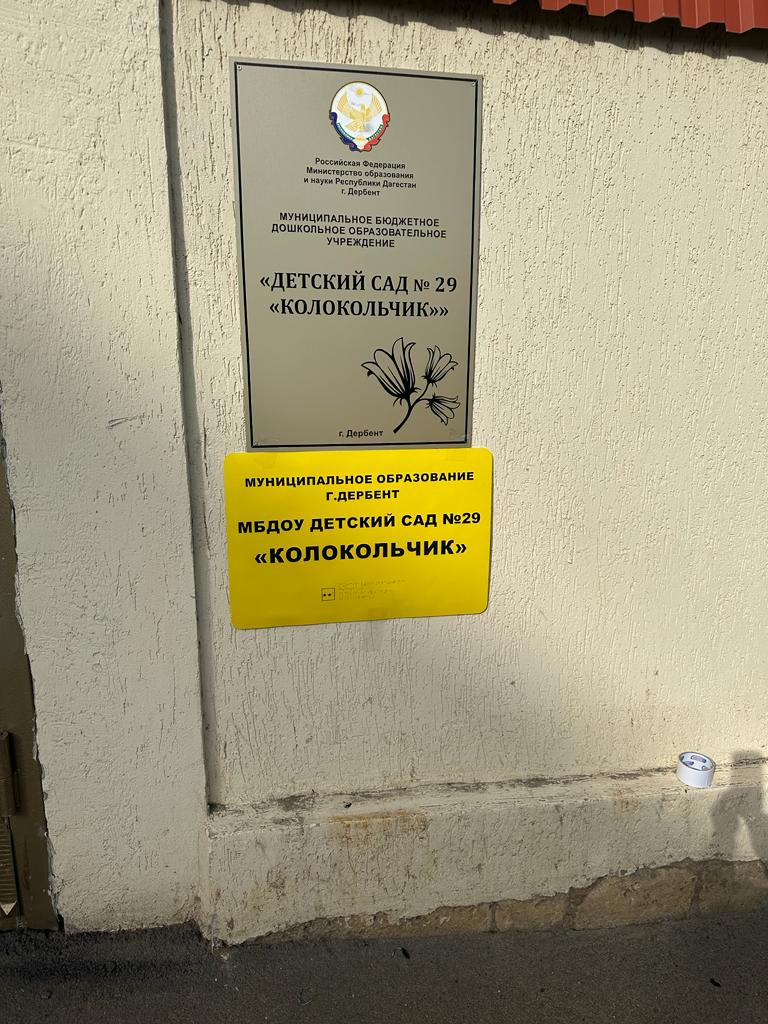 Российская Федерация
Министерство образования
и науки Республики Дагестан
г. Дербент
МУНИЦИПАЛЬНОЕ БЮДЖЕТНОЕ
ДОШКОЛЬНОЕ ОБРАЗОВАТЕЛЬНОЕ
УЧРЕЖДЕНИЕ
«ДЕТСКИЙ САД № 29
«КОЛОКОЛЬЧИК»»
г. Дербент
МУНИЦИПАЛЬНОЕ ОБРАЗОВАНИЕ
Г.ДЕРБЕНТ
МБДОУ ДЕТСКИЙ САД №29
«КОЛОКОЛЬЧИК»